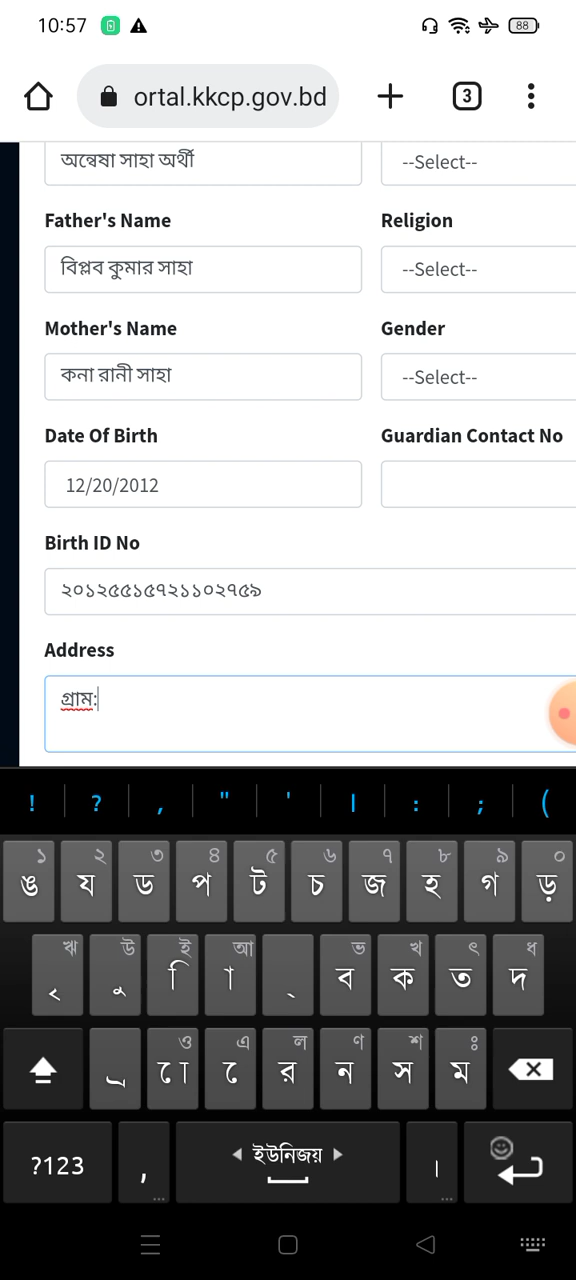 10:57
88
ortal.kkcp.gov.bd
3
অন্বেষা সাহা অর্থী
--Select--
Father's Name
Religion
বিপ্লব কুমার সাহা
--Select--
Mother's Name
Gender
কনা রানী সাহা
--Select--
Date Of Birth
Guardian Contact No
12/20/2012
Birth ID No
২০১২৫৫১৫৭২১১০২৭৫৯
Address
গ্রাম:
! ? , " ' | : ; (
১ ২ ৩ ৪ ৫ ৬ ৭ ৮ ৯ ০
ঙ য ড প ট চ জ হ গ ড়
ঋ উ ই আ ভ খ ৎ ধ
ৃ ু ি া ্ ব ক ত দ
ও এ ল ণ শ ঃ
ূ ো ে র ন স ম
?123 , ইউনিজয় ।